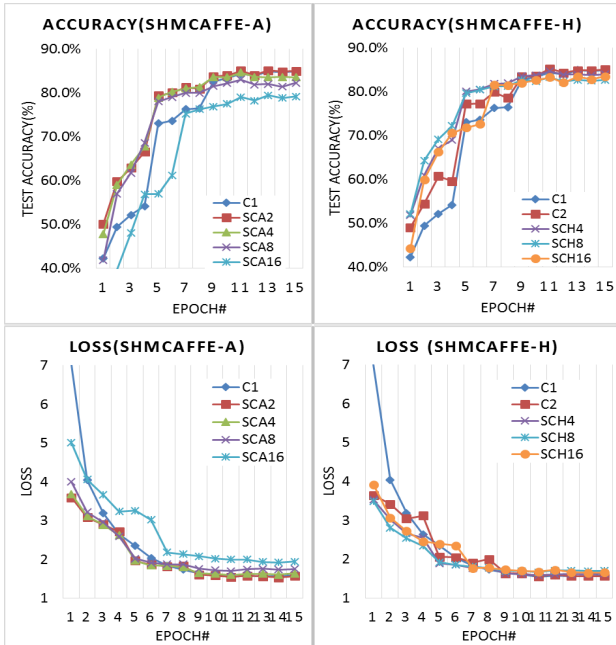 ACCURACY(SHMCAFFE-A)
90.0%
80.0%
70.0%
60.0%
50.0%
40.0%
TEST ACCURACY(%)
C1
SCA2
SCA4
SCA8
SCA16
1 3 5 7 9 11 13 15
EPOCH#
ACCURACY(SHMCAFFE-H)
90.0%
80.0%
70.0%
60.0%
50.0%
40.0%
TEST ACCURACY(%)
C1
C2
SCH4
SCH8
SCH16
1 3 5 7 9 11 13 15
EPOCH#
LOSS(SHMCAFFE-A)
7
6
5
4
3
2
1
LOSS
C1
SCA2
SCA4
SCA8
SCA16
1 2 3 4 5 6 7 8 9 10 11 12 13 14 15
EPOCH#
LOSS (SHMCAFFE-H)
7
6
5
4
3
2
1
LOSS
C1
C2
SCH4
SCH8
SCH16
1 2 3 4 5 6 7 8 9 10 11 12 13 14 15
EPOCH#